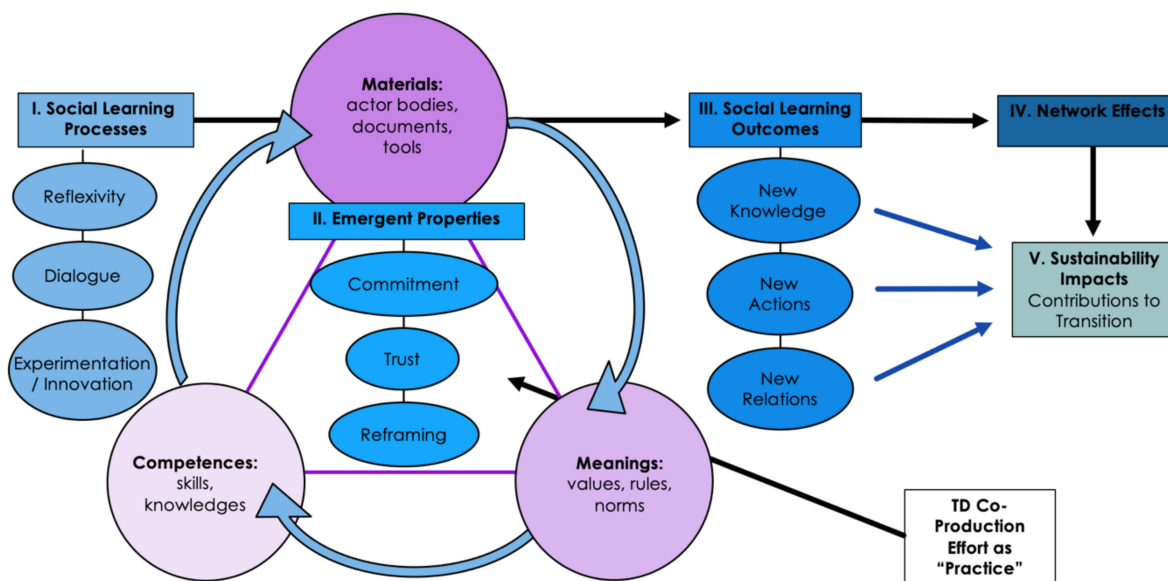 I. Social Learning
Processes
Reflexivity
Dialogue
Experimentation
/ Innovation
Materials:
actor bodies,
documents,
tools
II. Emergent Properties
Commitment
Trust
Reframing
Competences:
skills,
knowledges
Meanings:
values, rules,
norms
III. Social Learning
Outcomes
New
Knowledge
New
Actions
New
Relations
IV. Network Effects
V. Sustainability
Impacts
Contributions to
Transition
TD Co-
Production
Effort as
“Practice”